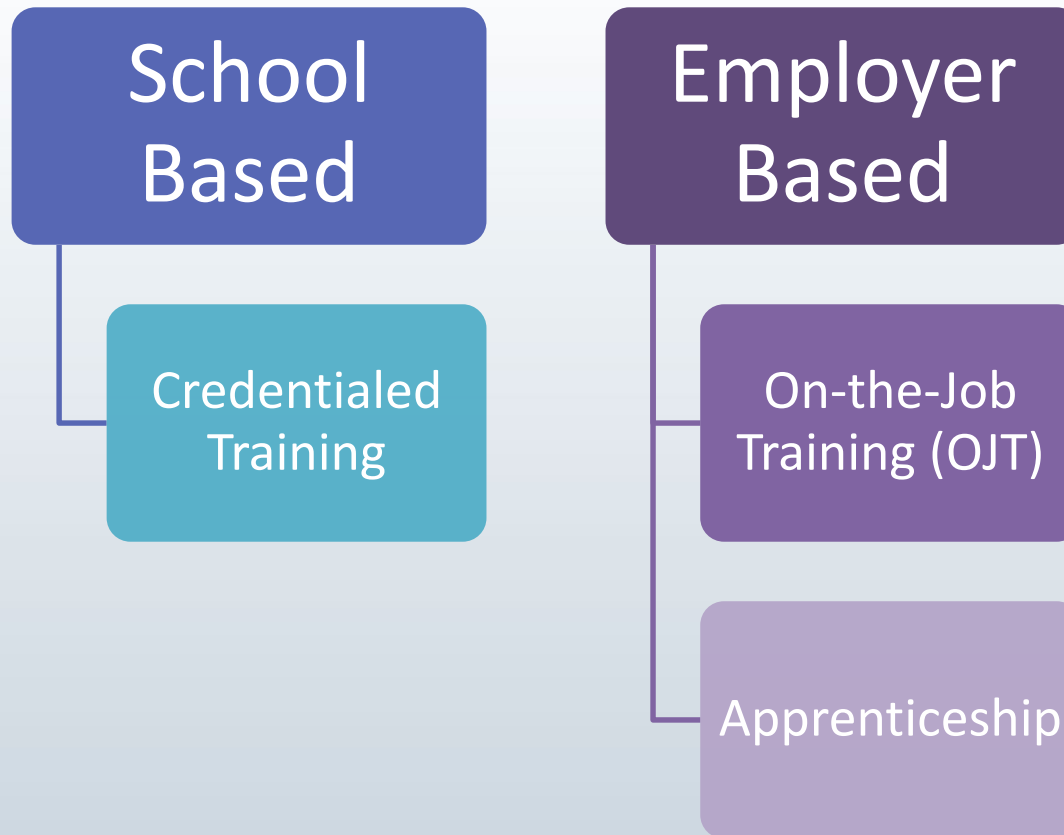 School
Based
Credentialed
Training
Employer
Based
On-the-Job
Training (OJT)
Apprenticeship